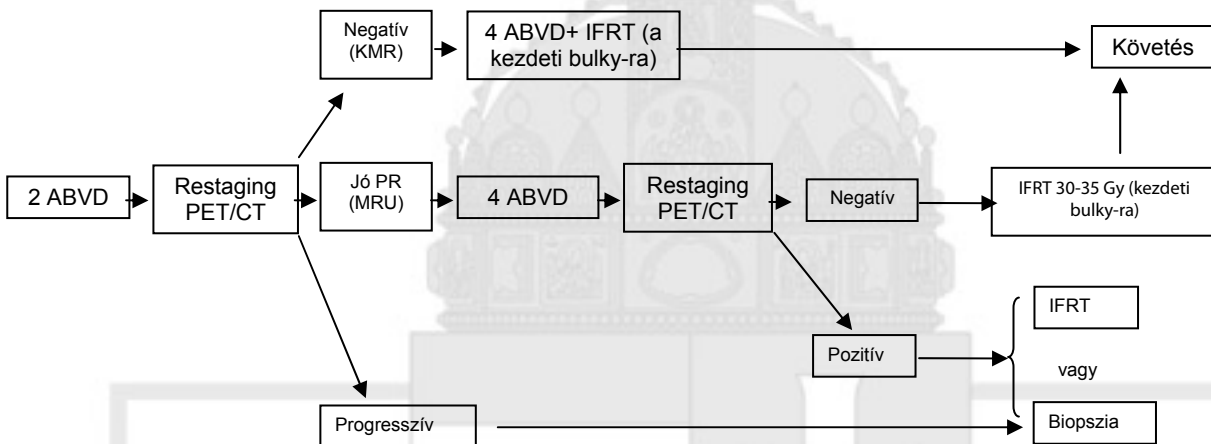 Negatív
(KMR)
4 ABVD+ IFRT (a
kezdeti bulky-ra)
Követés
2 ABVD
Restaging
PET/CT
Jó PR
(MRU)
4 ABVD
Restaging
PET/CT
Negatív
IFRT 30-35 Gy (kezdeti
bulky-ra)
Pozitív
IFRT
vagy
Biopszia
Progresszív